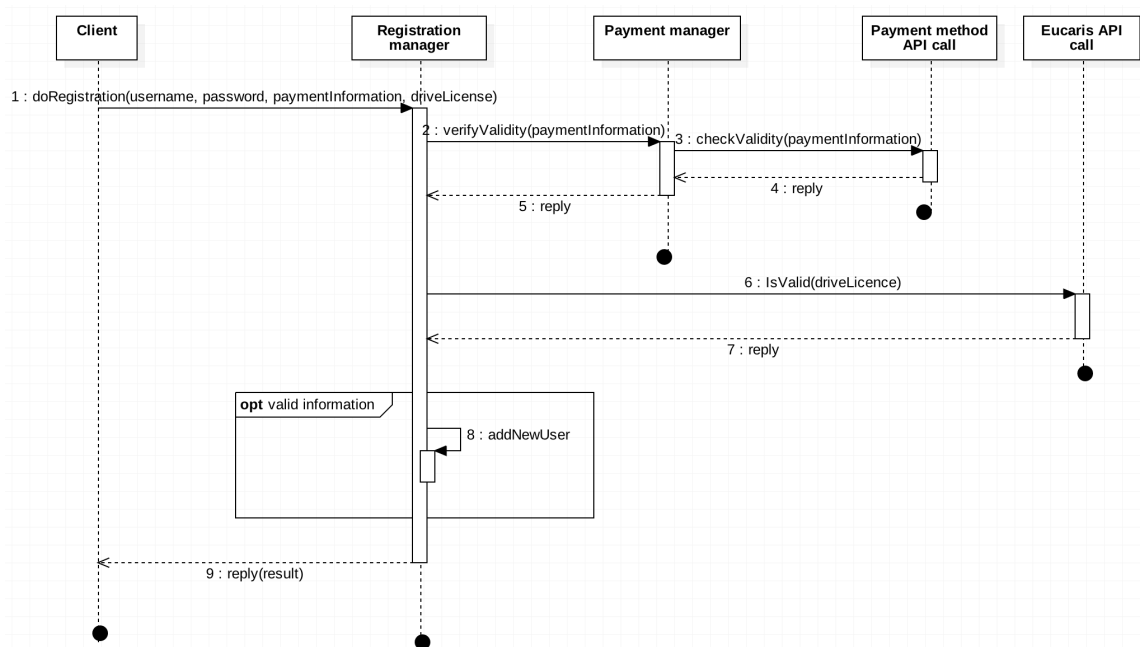 Client
Registration
manager
Payment manager
Payment method
API call
Eucaris API
call
1 : doRegistration(username, password, paymentInformation, driveLicense)
2 : verifyValidity(paymentInformation)
3 : checkValidity(paymentInformation)
4 : reply
5 : reply
6 : IsValid(driveLicence)
7 : reply
opt valid information
8 : addNewUser
9 : reply(result)